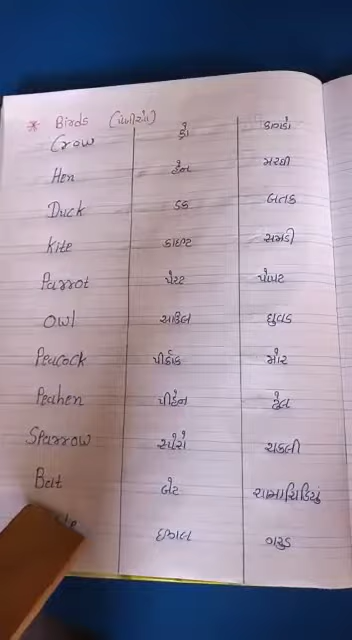 * Birds (પંખીઓ)
Crow ક્રો કાગડો
Hen હેન મરઘી
Duck ડક બતક
Kite કાઈટ સમડી
Parrot પેરટ પોપટ
Owl આઉલ ઘુવડ
Peacock પીકોક મોર
Peahen પીહેન ઢેલ
Sparrow સ્પેરો ચકલી
Bat બેટ ચામાચિડિયું
ઇગલ ગરુડ